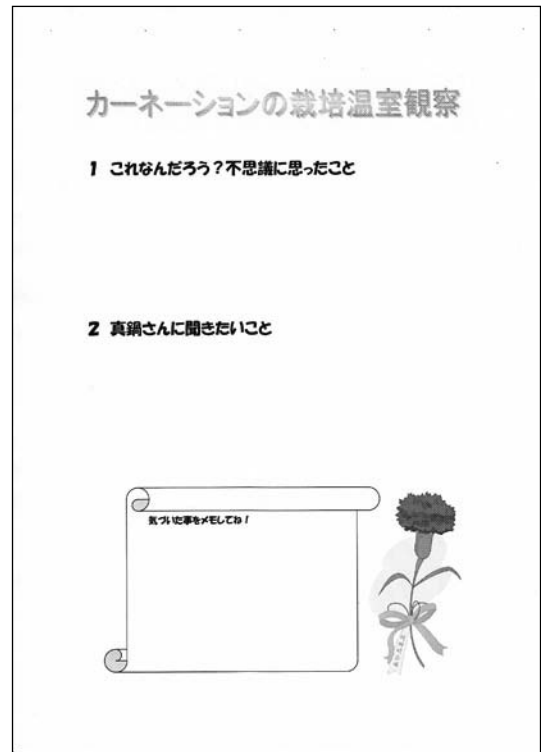 カーネーションの栽培温室観察
1 これなんだろう？不思議に思ったこと
2 真鍋さんに聞きたいこと
気づいた事をメモしてね！